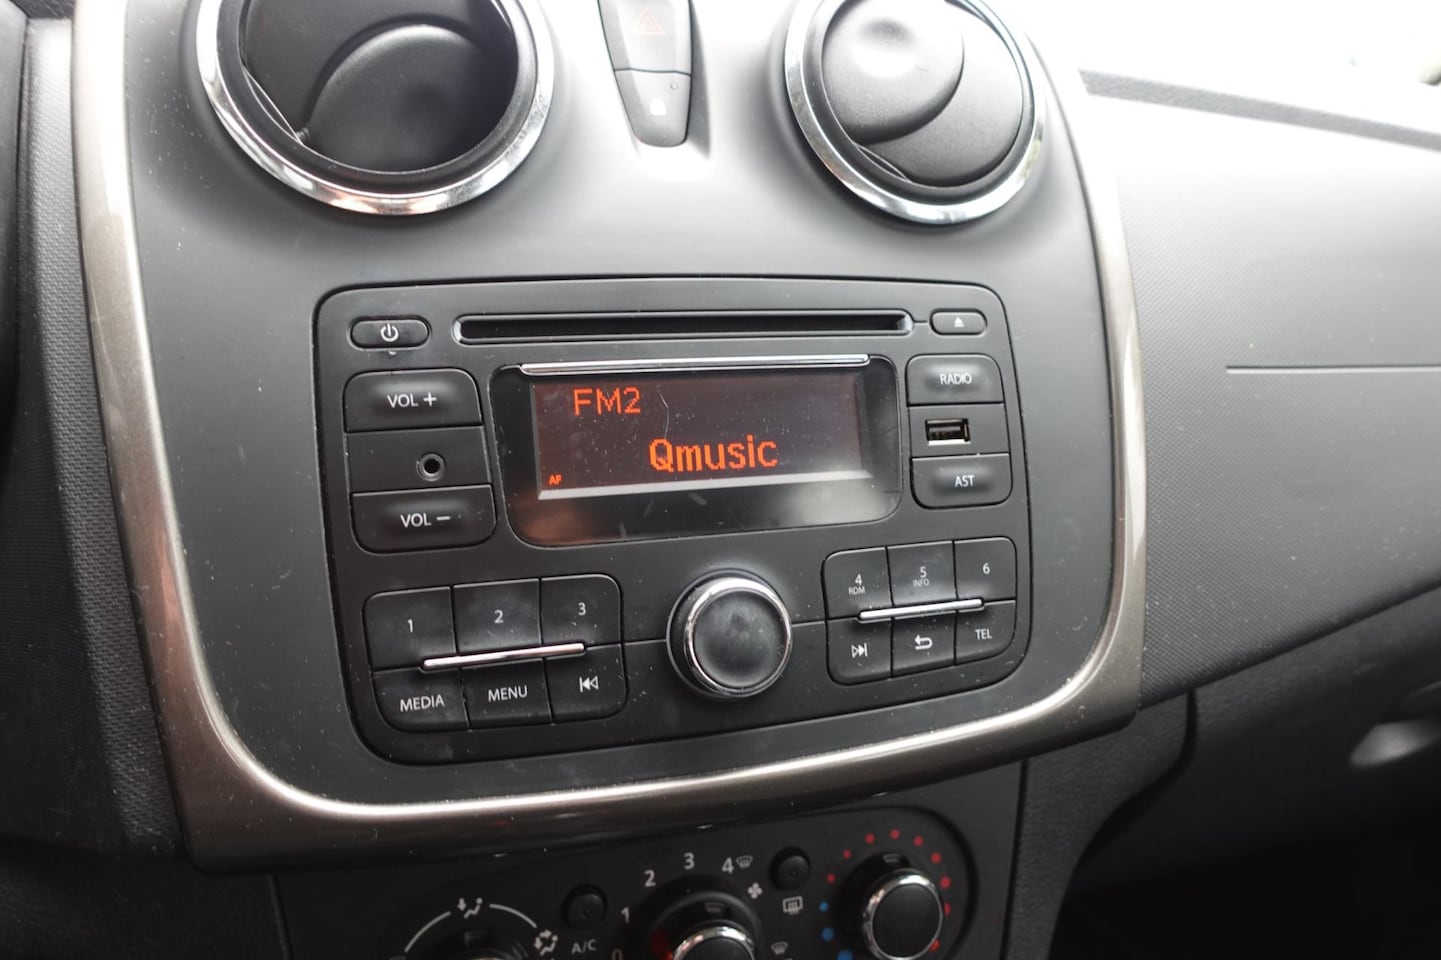 VOL +
VOL −
FM2
Qmusic
AF
RADIO
AST
1
2
3
MEDIA
MENU
4
RDM
5
INFO
6
TEL
A/C
0
1
2
3
4